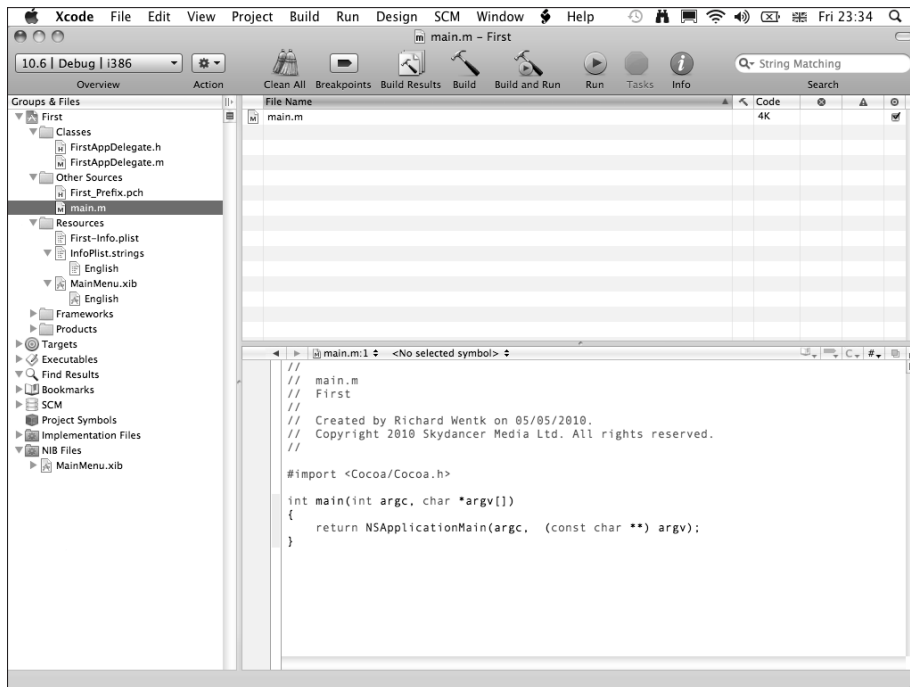 Xcode File Edit View Project Build Run Design SCM Window Help Fri 23:34
main.m – First
10.6 | Debug | i386
String Matching
Overview Action Clean All Breakpoints Build Results Build Build and Run Run Tasks Info Search
Groups & Files
File Name Code
First
main.m 4K
Classes
FirstAppDelegate.h
FirstAppDelegate.m
Other Sources
First_Prefix.pch
main.m
Resources
First-Info.plist
InfoPlist.strings
English
MainMenu.xib
English
Frameworks
Products
Targets
Executables
Find Results
Bookmarks
SCM
Project Symbols
Implementation Files
NIB Files
MainMenu.xib
main.m:1 <No selected symbol> C #
//
// main.m
// First
//
// Created by Richard Wentk on 05/05/2010.
// Copyright 2010 Skydancer Media Ltd. All rights reserved.
//
#import <Cocoa/Cocoa.h>
int main(int argc, char *argv[])
{
return NSApplicationMain(argc, (const char **) argv);
}